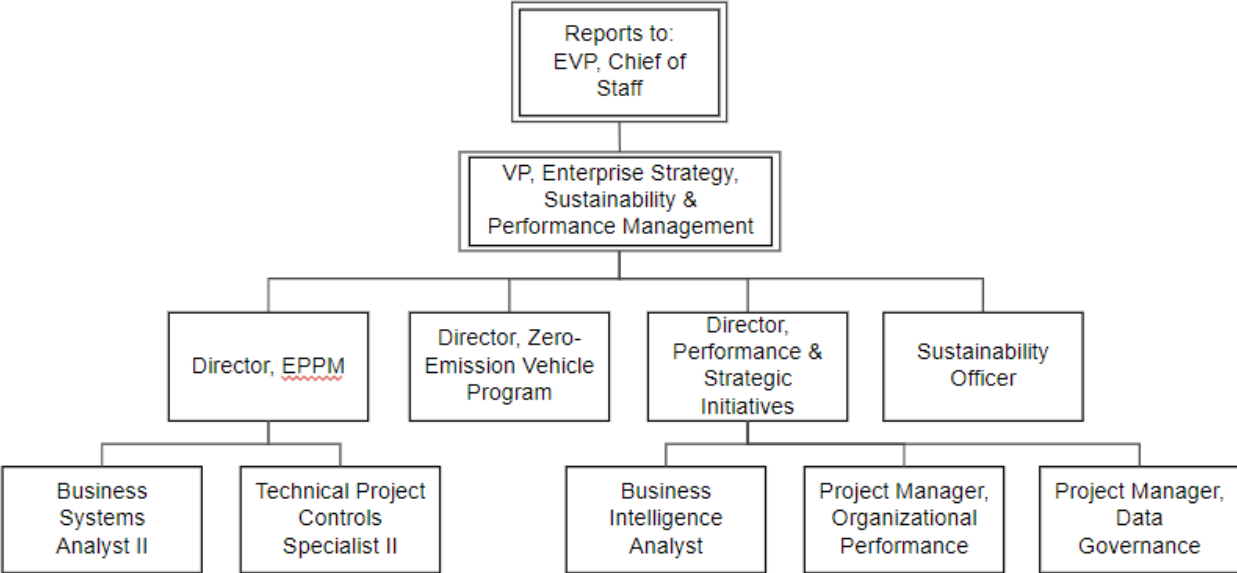 Reports to:
EVP, Chief of
Staff
VP, Enterprise Strategy,
Sustainability &
Performance Management
Director, EPPM
Director, Zero-
Emission Vehicle
Program
Director,
Performance &
Strategic
Initiatives
Sustainability
Officer
Business
Systems
Analyst II
Technical Project
Controls
Specialist II
Business
Intelligence
Analyst
Project Manager,
Organizational
Performance
Project Manager,
Data
Governance